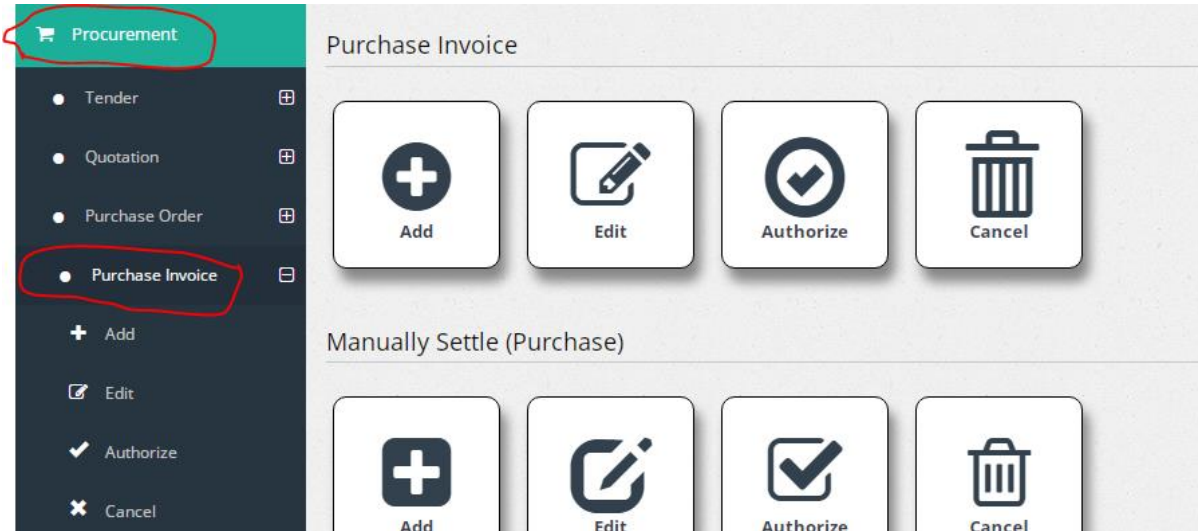 Procurement
Tender
Quotation
Purchase Order
Purchase Invoice
Add
Edit
Authorize
Cancel
Purchase Invoice
Add Edit Authorize Cancel
Manually Settle (Purchase)
Add Edit Authorize Cancel